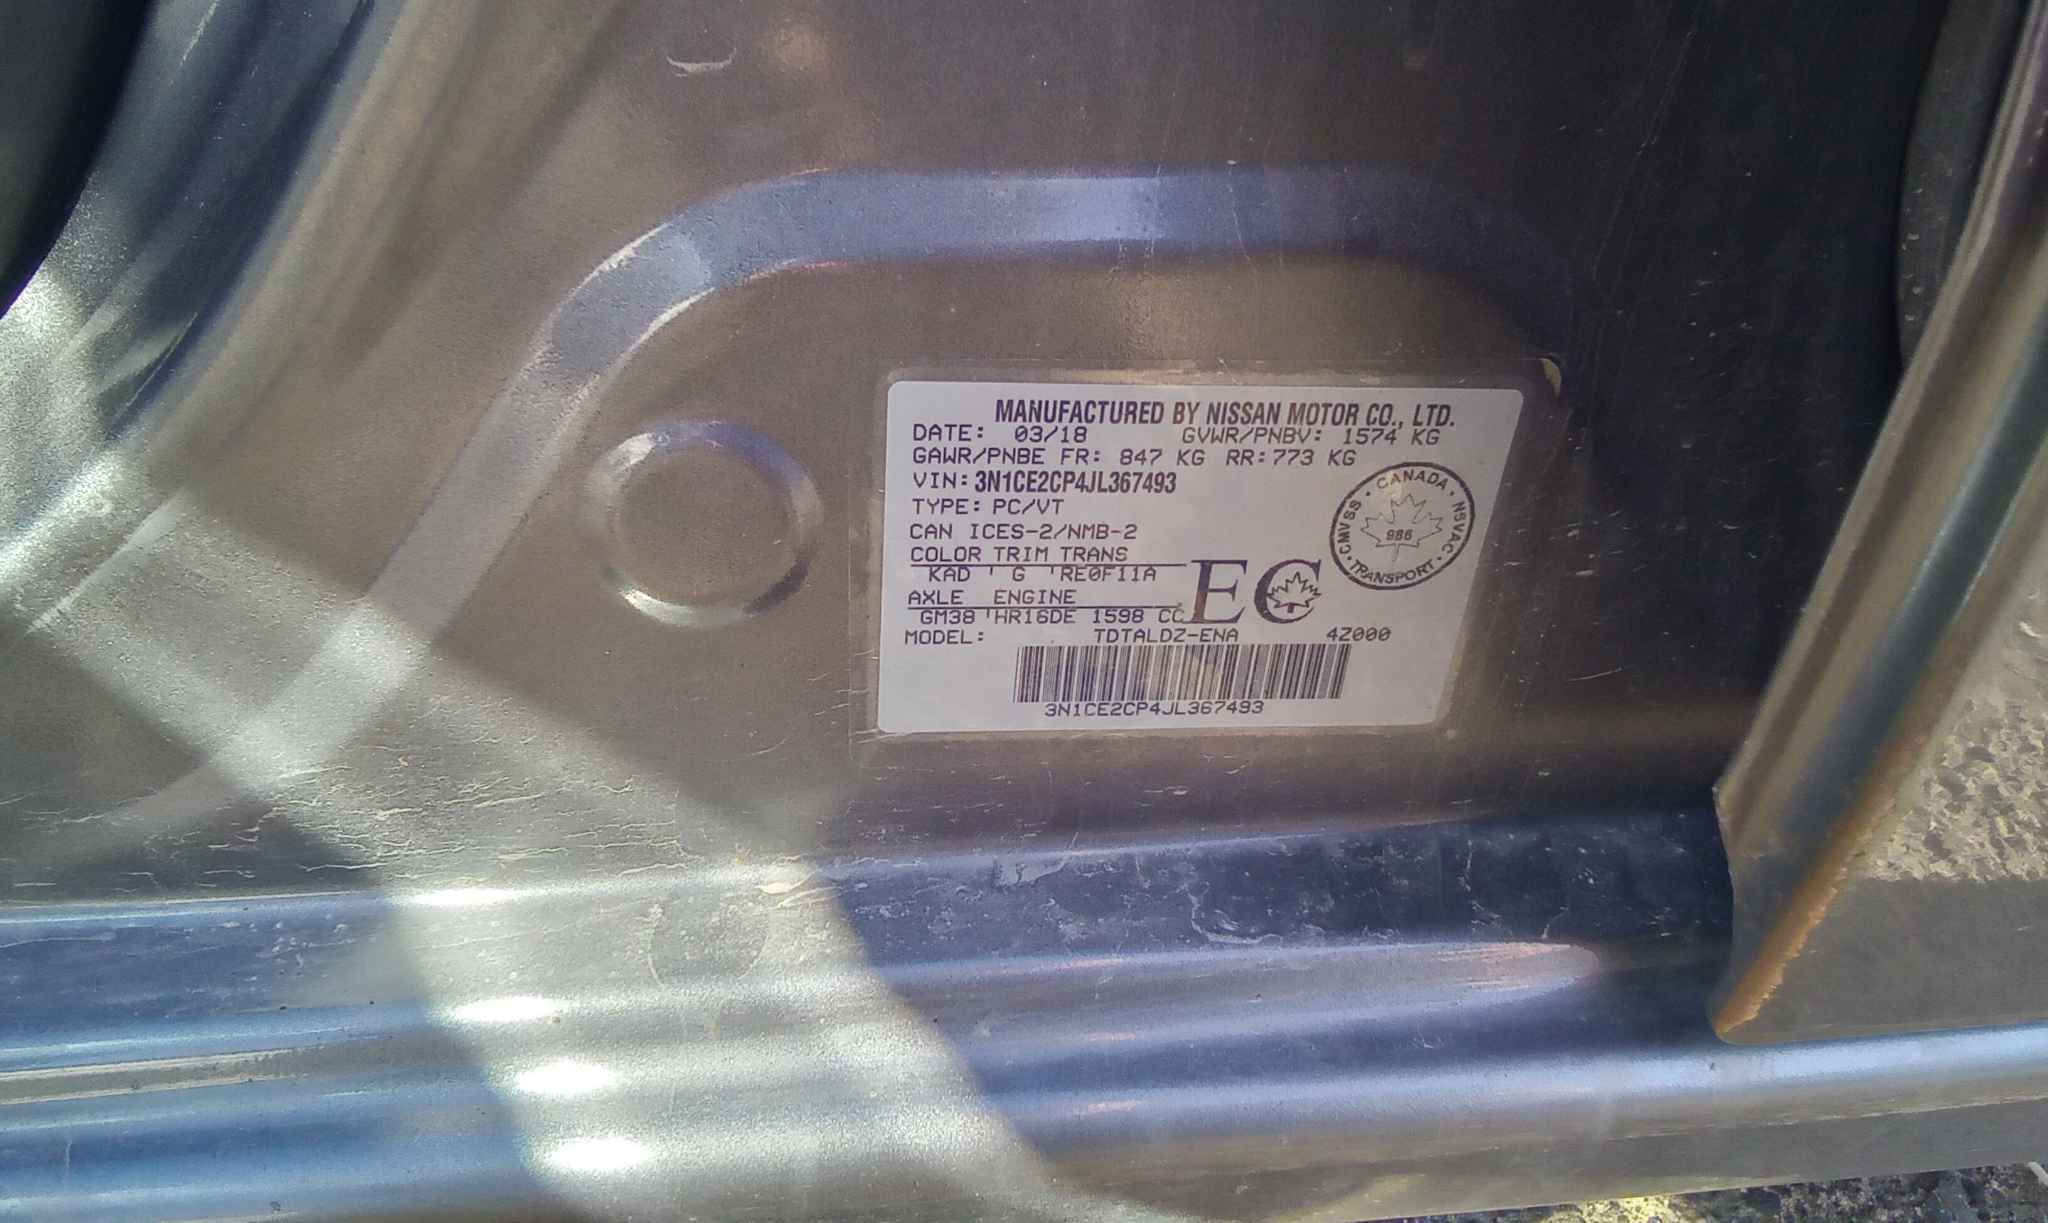 MANUFACTURED BY NISSAN MOTOR CO., LTD.
DATE: 03/18 GVWR/PNBV: 1574 KG
GAWR/PNBE FR: 847 KG RR: 773 KG
VIN: 3N1CE2CP4JL367493
TYPE: PC/VT
CAN ICES-2/NMB-2
COLOR TRIM TRANS
KAD ' G 'RE0F11A
AXLE ENGINE
GM38 'HR16DE 1598 CC
EC
MODEL: TDTALDZ-ENA 4Z000
3N1CE2CP4JL367493
CANADA · NSVAC · TRANSPORT · CMVSS ·
986